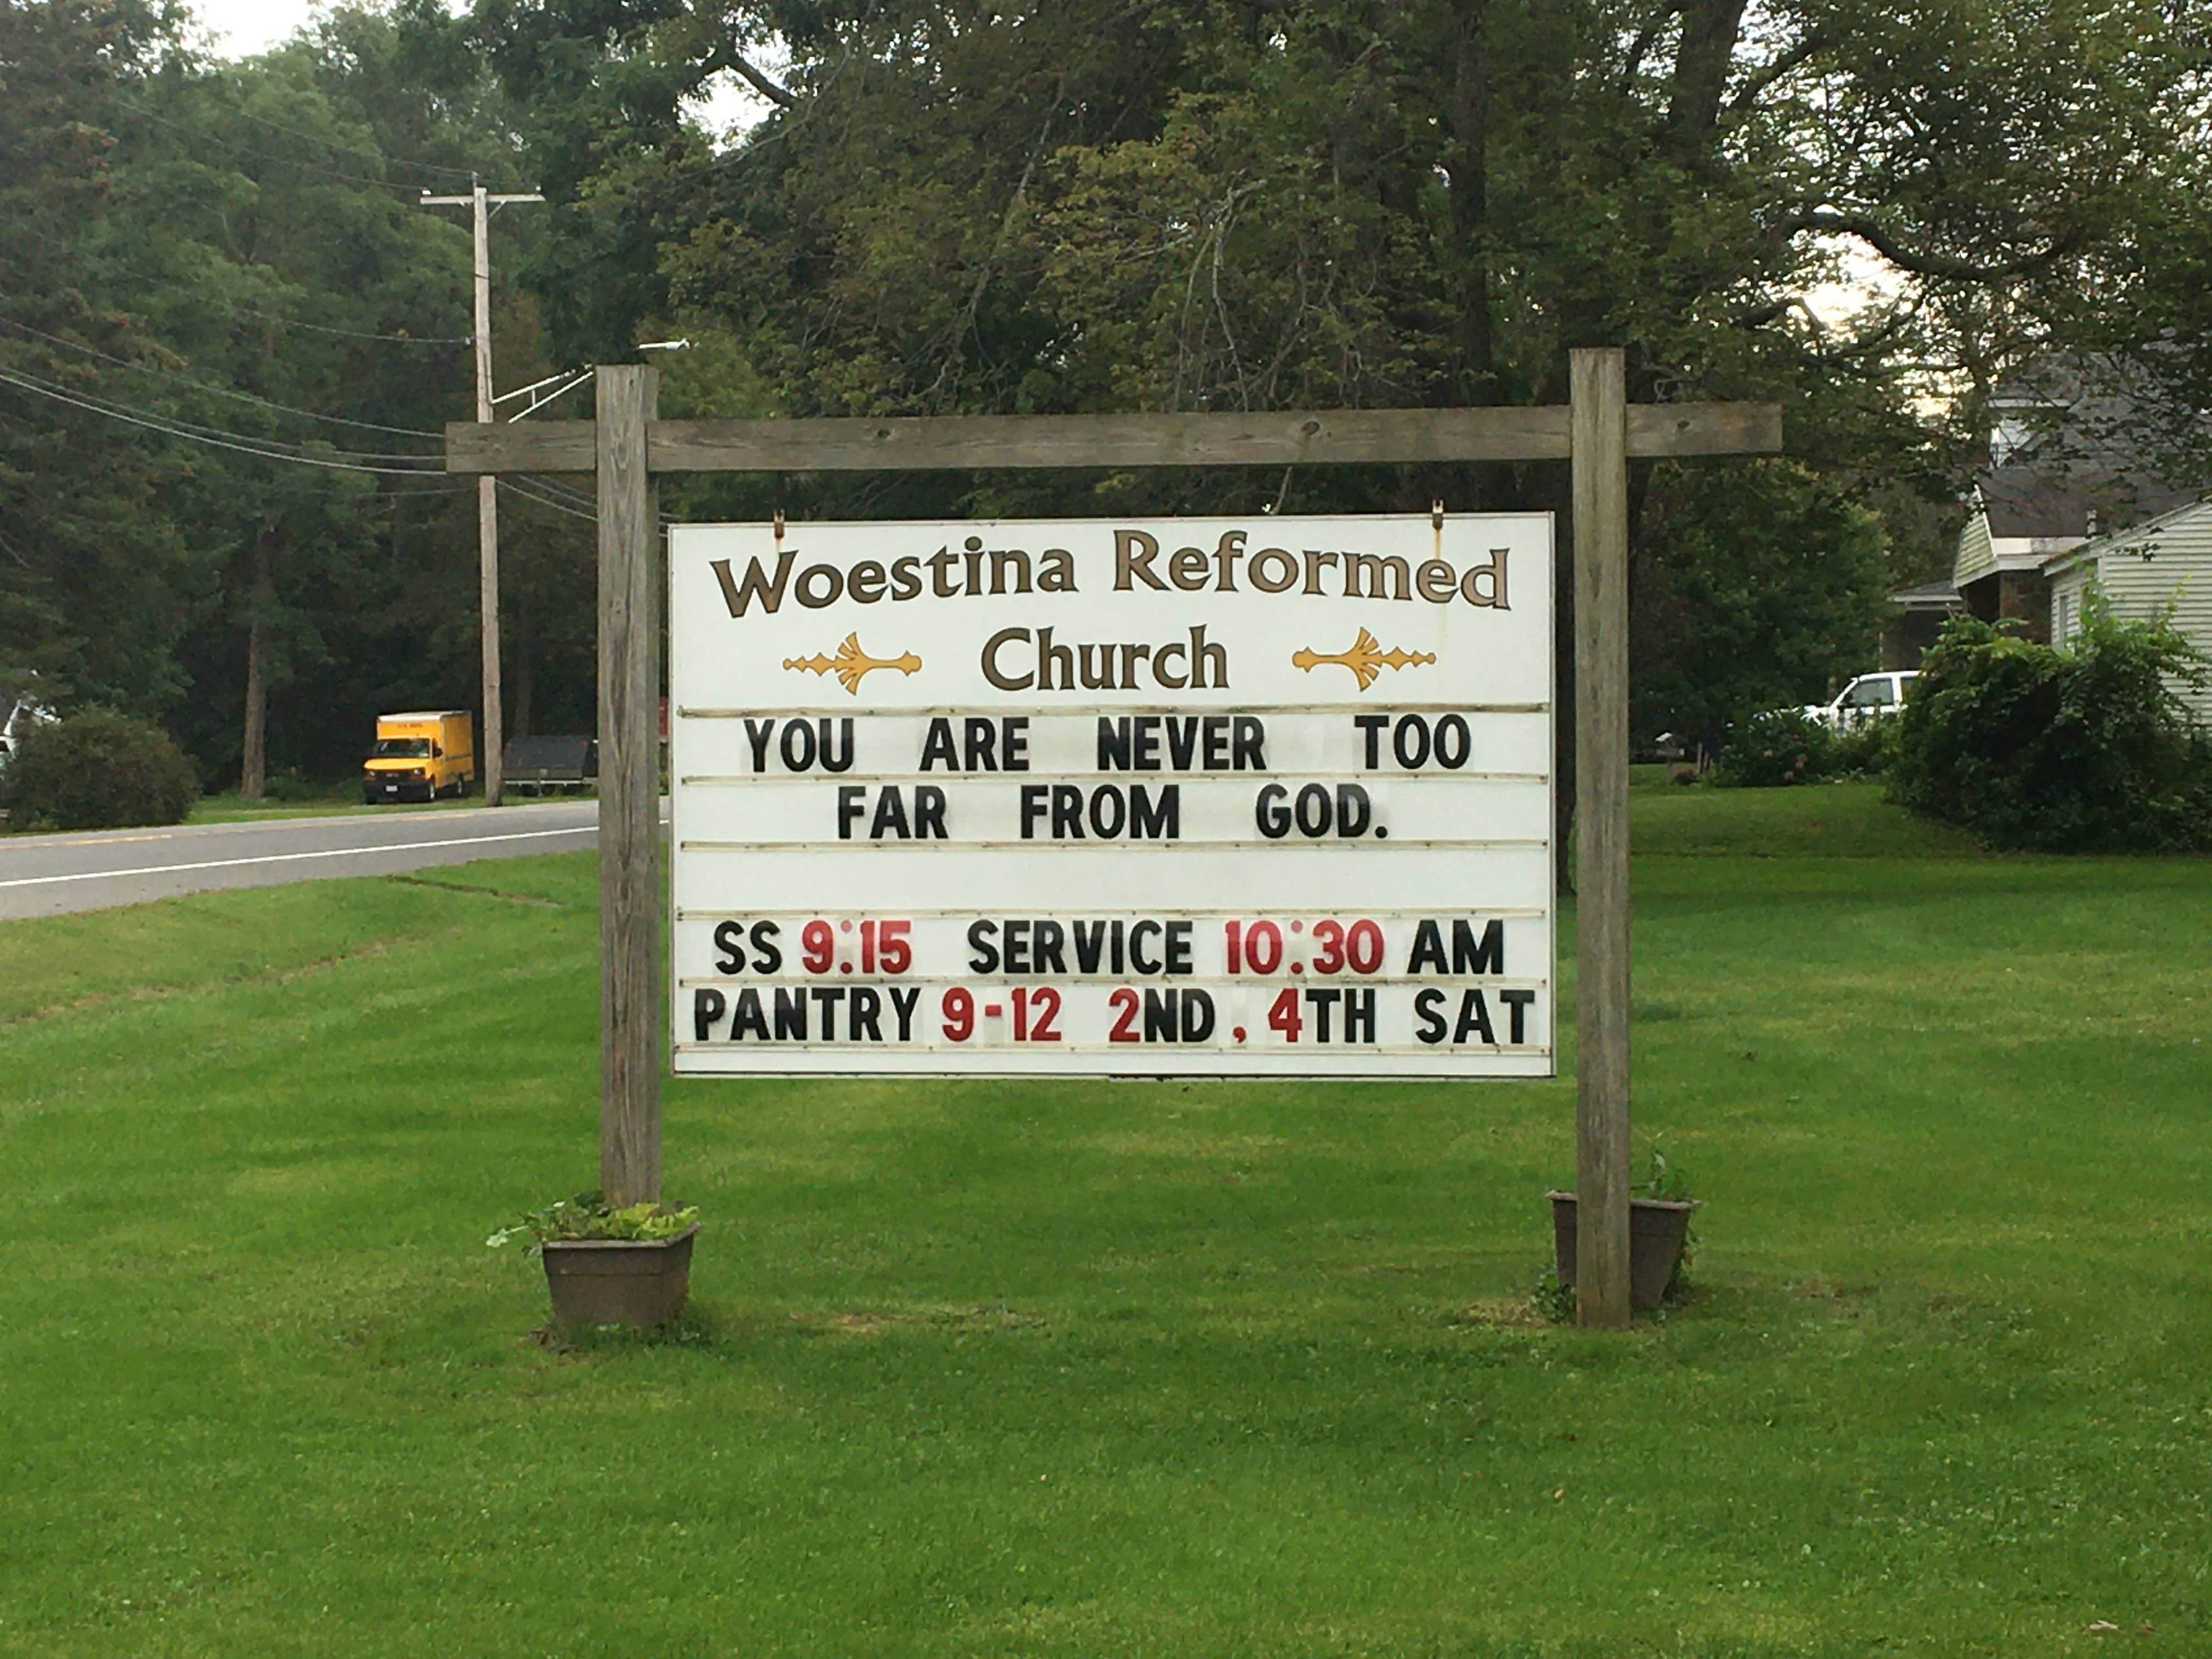 Woestina Reformed
Church
YOU ARE NEVER TOO
FAR FROM GOD.
SS 9:15 SERVICE 10:30 AM
PANTRY 9-12 2ND, 4TH SAT